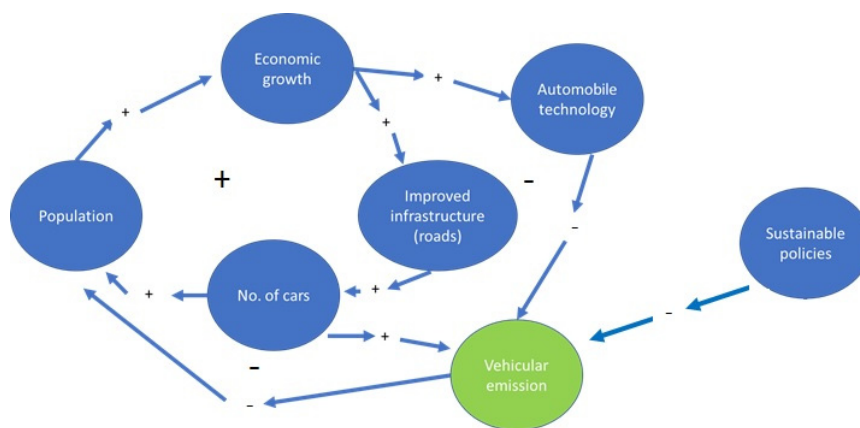 Economic
growth
+
Automobile
technology
+
+
+
–
Improved
infrastructure
(roads)
Population
–
Sustainable
policies
No. of cars
+
+
–
+
–
Vehicular
emission
–